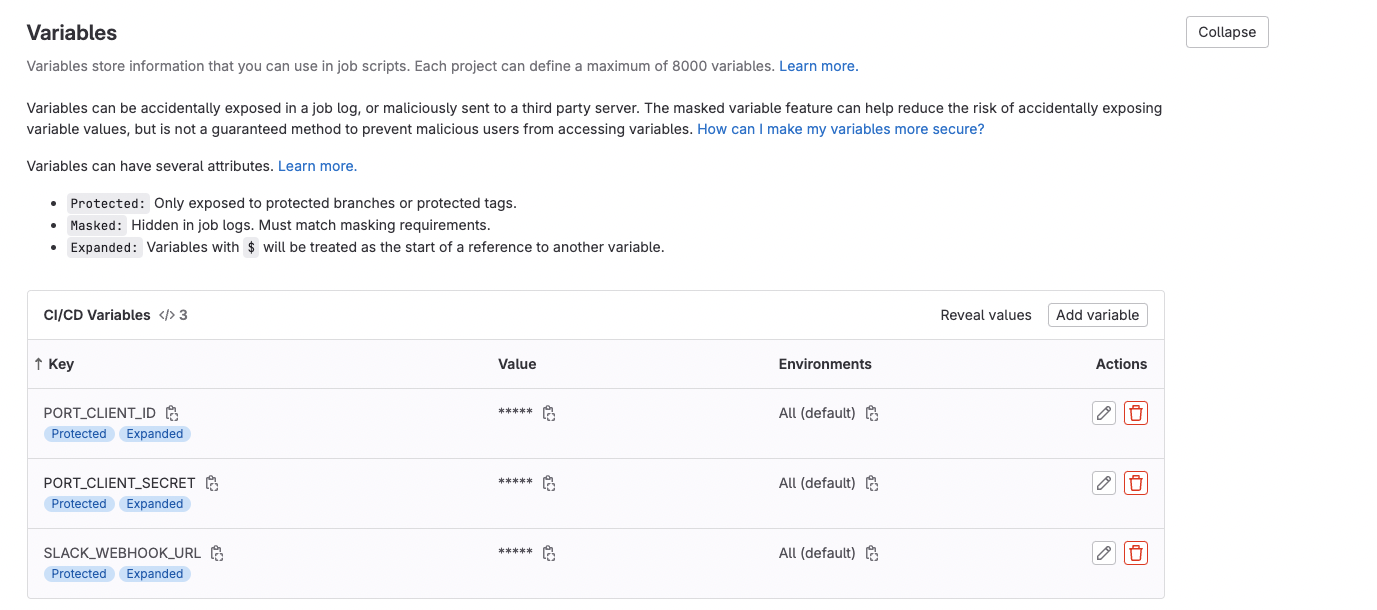 Variables
Collapse
Variables store information that you can use in job scripts. Each project can define a maximum of 8000 variables. Learn more.
Variables can be accidentally exposed in a job log, or maliciously sent to a third party server. The masked variable feature can help reduce the risk of accidentally exposing
variable values, but is not a guaranteed method to prevent malicious users from accessing variables. How can I make my variables more secure?
Variables can have several attributes. Learn more.
• Protected: Only exposed to protected branches or protected tags.
• Masked: Hidden in job logs. Must match masking requirements.
• Expanded: Variables with $ will be treated as the start of a reference to another variable.
CI/CD Variables </> 3 Reveal values Add variable
↑ Key Value Environments Actions
PORT_CLIENT_ID ***** All (default)
Protected Expanded
PORT_CLIENT_SECRET ***** All (default)
Protected Expanded
SLACK_WEBHOOK_URL ***** All (default)
Protected Expanded